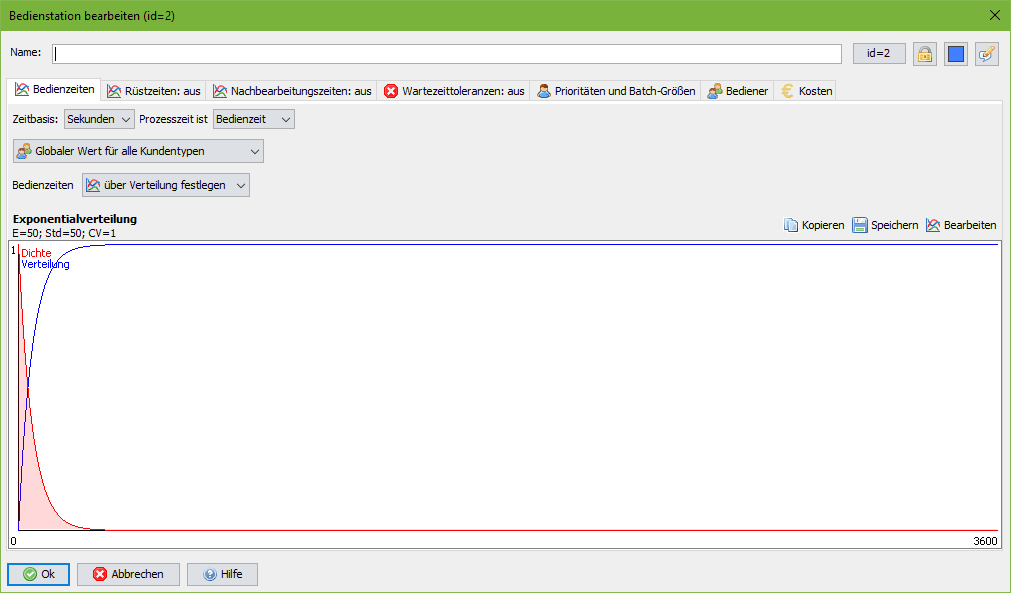 Bedienstation bearbeiten (id=2)
Name:
id=2
Bedienzeiten
Rüstzeiten: aus
Nachbearbeitungszeiten: aus
Wartezeittoleranzen: aus
Prioritäten und Batch-Größen
Bediener
Kosten
Zeitbasis: Sekunden Prozesszeit ist Bedienzeit
Globaler Wert für alle Kundentypen
Bedienzeiten über Verteilung festlegen
Exponentialverteilung
E=50; Std=50; CV=1
Kopieren Speichern Bearbeiten
1
Dichte
Verteilung
0 3600
Ok Abbrechen Hilfe